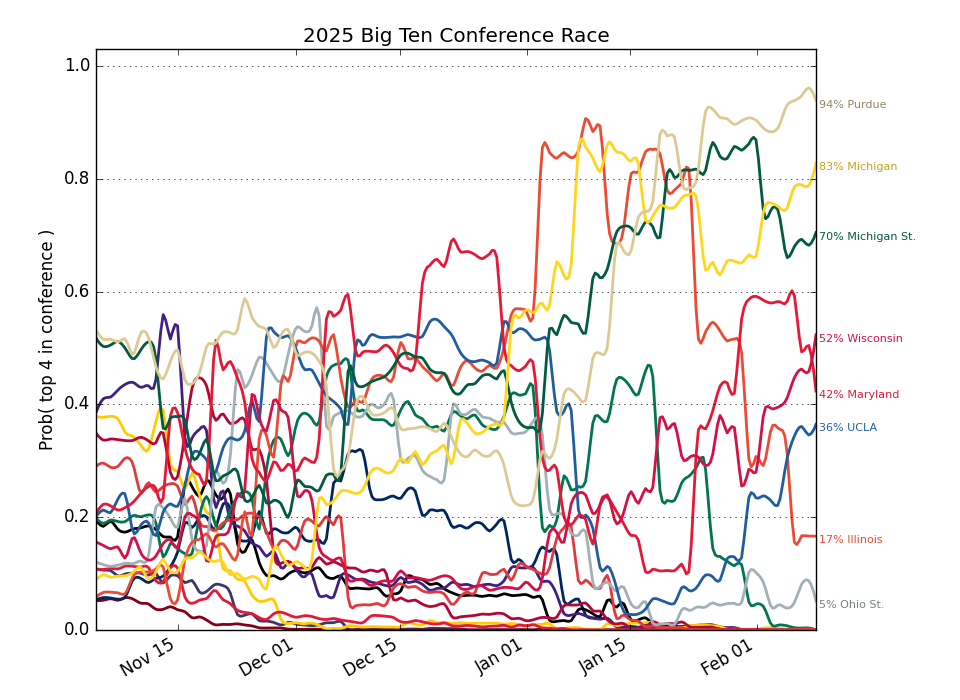 2025 Big Ten Conference Race
Prob( top 4 in conference )
1.0
0.8
0.6
0.4
0.2
0.0
Nov 15
Dec 01
Dec 15
Jan 01
Jan 15
Feb 01
94% Purdue
83% Michigan
70% Michigan St.
52% Wisconsin
42% Maryland
36% UCLA
17% Illinois
5% Ohio St.